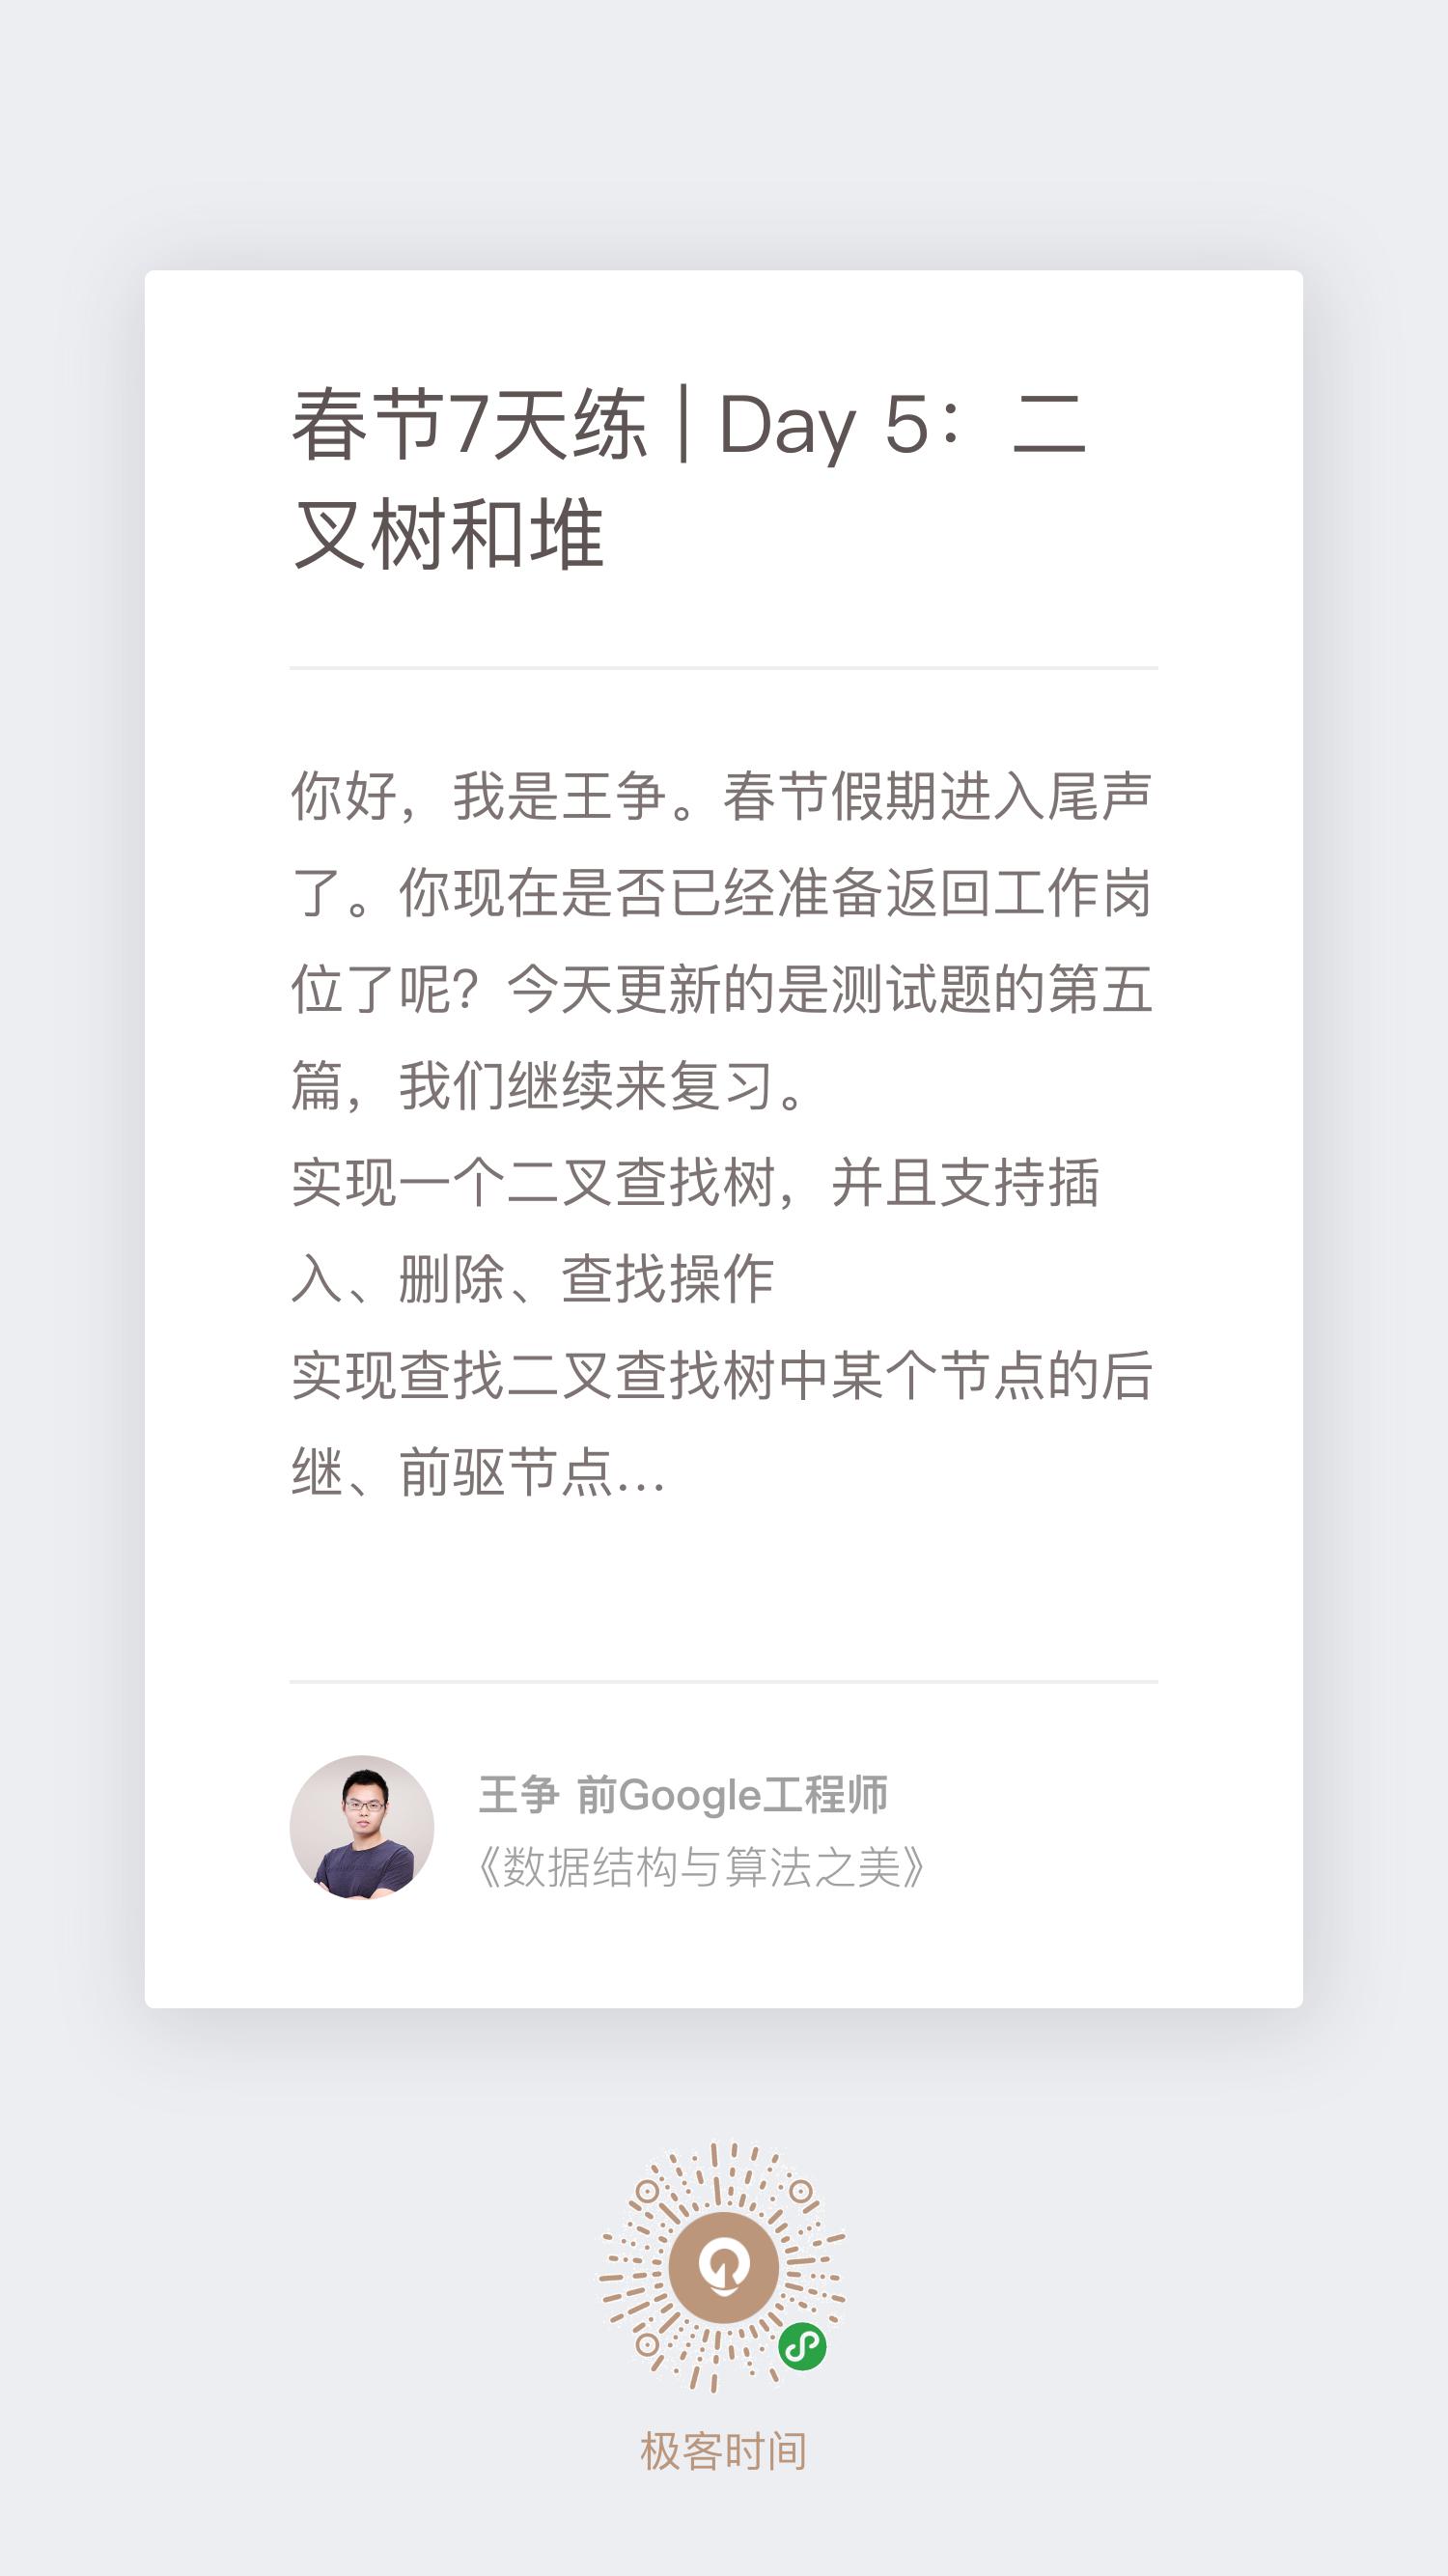 春节7天练 | Day 5：二
叉树和堆
你好，我是王争。春节假期进入尾声
了。你现在是否已经准备返回工作岗
位了呢？今天更新的是测试题的第五
篇，我们继续来复习。
实现一个二叉查找树，并且支持插
入、删除、查找操作
实现查找二叉查找树中某个节点的后
继、前驱节点…
王争 前Google工程师
《数据结构与算法之美》
极客时间